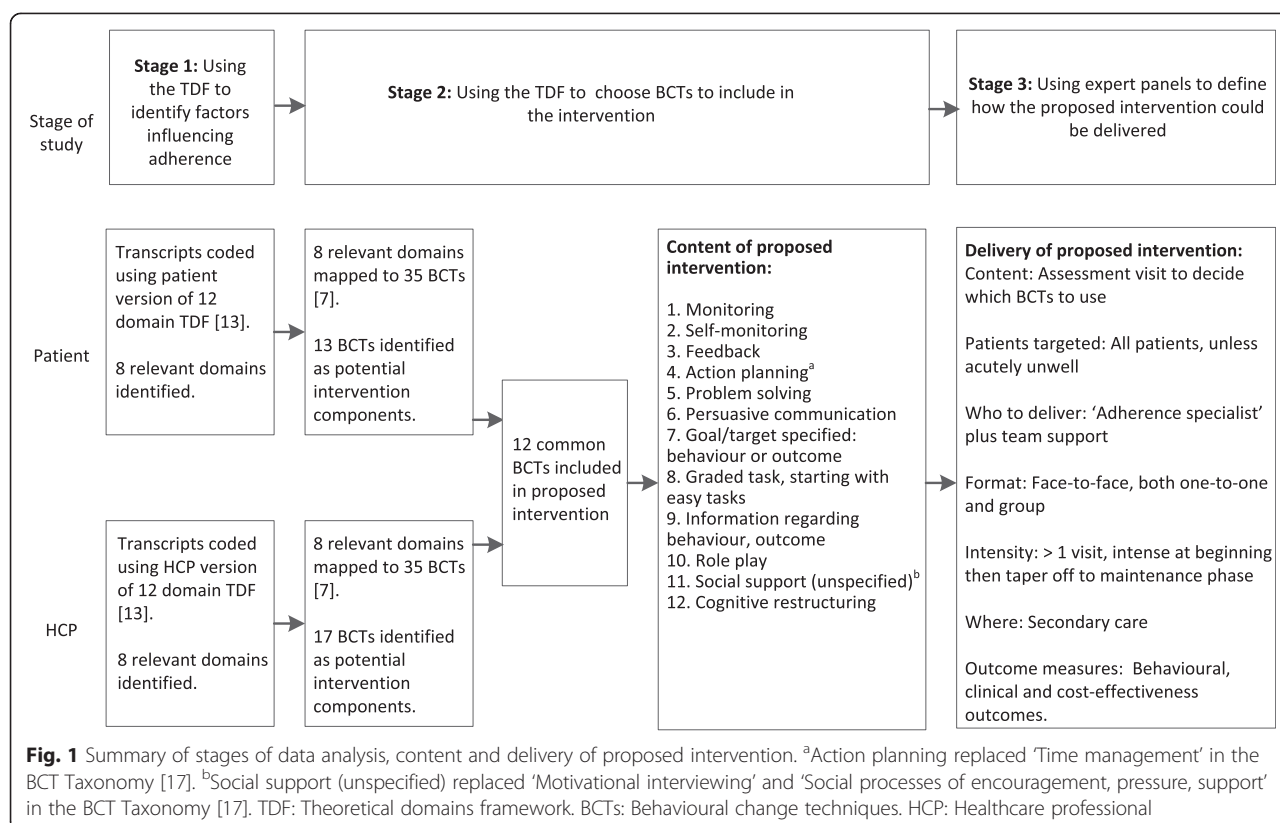 Stage of
study
Stage 1: Using
the TDF to
identify factors
influencing
adherence
Stage 2: Using the TDF to choose BCTs to include in
the intervention
Stage 3: Using expert panels to define
how the proposed intervention could
be delivered
Patient
Transcripts coded
using patient
version of 12
domain TDF [13].
8 relevant domains
identified.
8 relevant domains
mapped to 35 BCTs
[7].
13 BCTs identified
as potential
intervention
components.
HCP
Transcripts coded
using HCP version
of 12 domain TDF
[13].
8 relevant domains
identified.
8 relevant domains
mapped to 35 BCTs
[7].
17 BCTs identified
as potential
intervention
components.
12 common
BCTs included
in proposed
intervention
Content of proposed
intervention:
1. Monitoring
2. Self-monitoring
3. Feedback
4. Action planningᵃ
5. Problem solving
6. Persuasive communication
7. Goal/target specified:
behaviour or outcome
8. Graded task, starting with
easy tasks
9. Information regarding
behaviour, outcome
10. Role play
11. Social support (unspecified)ᵇ
12. Cognitive restructuring
Delivery of proposed intervention:
Content: Assessment visit to decide
which BCTs to use
Patients targeted: All patients, unless
acutely unwell
Who to deliver: ‘Adherence specialist’
plus team support
Format: Face-to-face, both one-to-one
and group
Intensity: > 1 visit, intense at beginning
then taper off to maintenance phase
Where: Secondary care
Outcome measures: Behavioural,
clinical and cost-effectiveness
outcomes.
Fig. 1 Summary of stages of data analysis, content and delivery of proposed intervention. ᵃAction planning replaced ‘Time management’ in the
BCT Taxonomy [17]. ᵇSocial support (unspecified) replaced ‘Motivational interviewing’ and ‘Social processes of encouragement, pressure, support’
in the BCT Taxonomy [17]. TDF: Theoretical domains framework. BCTs: Behavioural change techniques. HCP: Healthcare professional